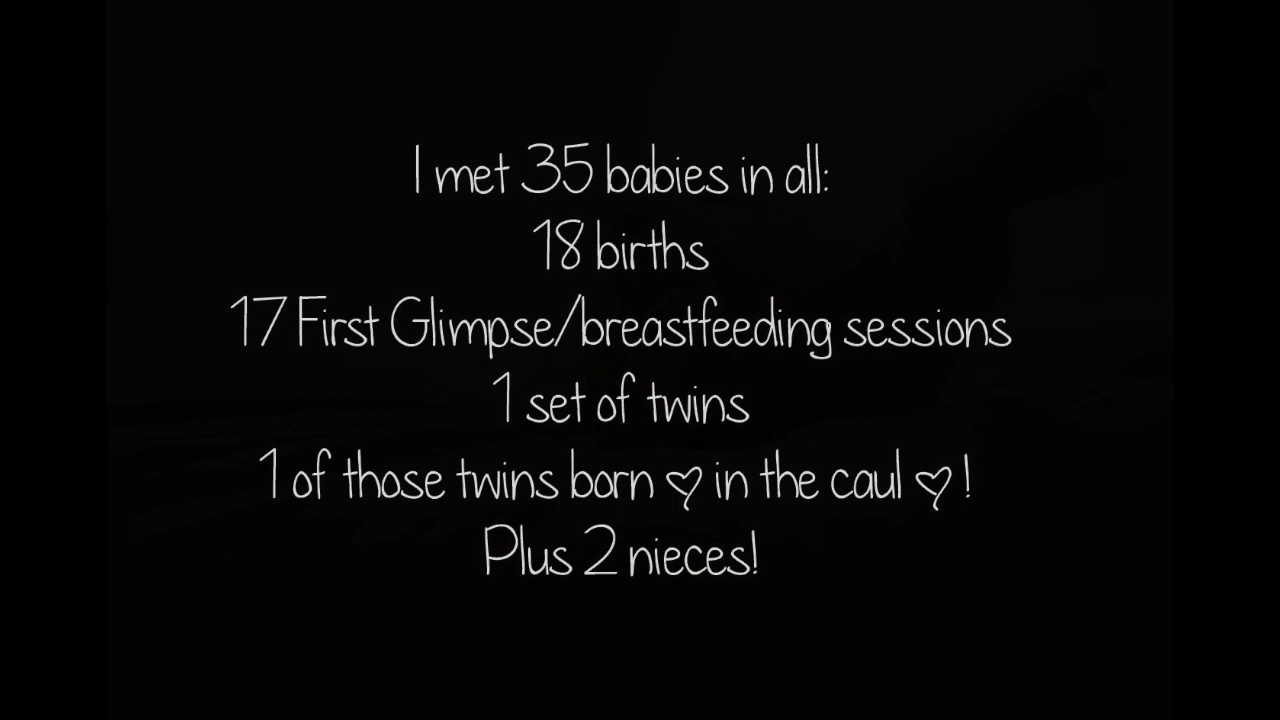 I met 35 babies in all:
18 births
17 First Glimpse/breastfeeding sessions
1 set of twins
1 of those twins born ♡ in the caul ♡ !
Plus 2 nieces!